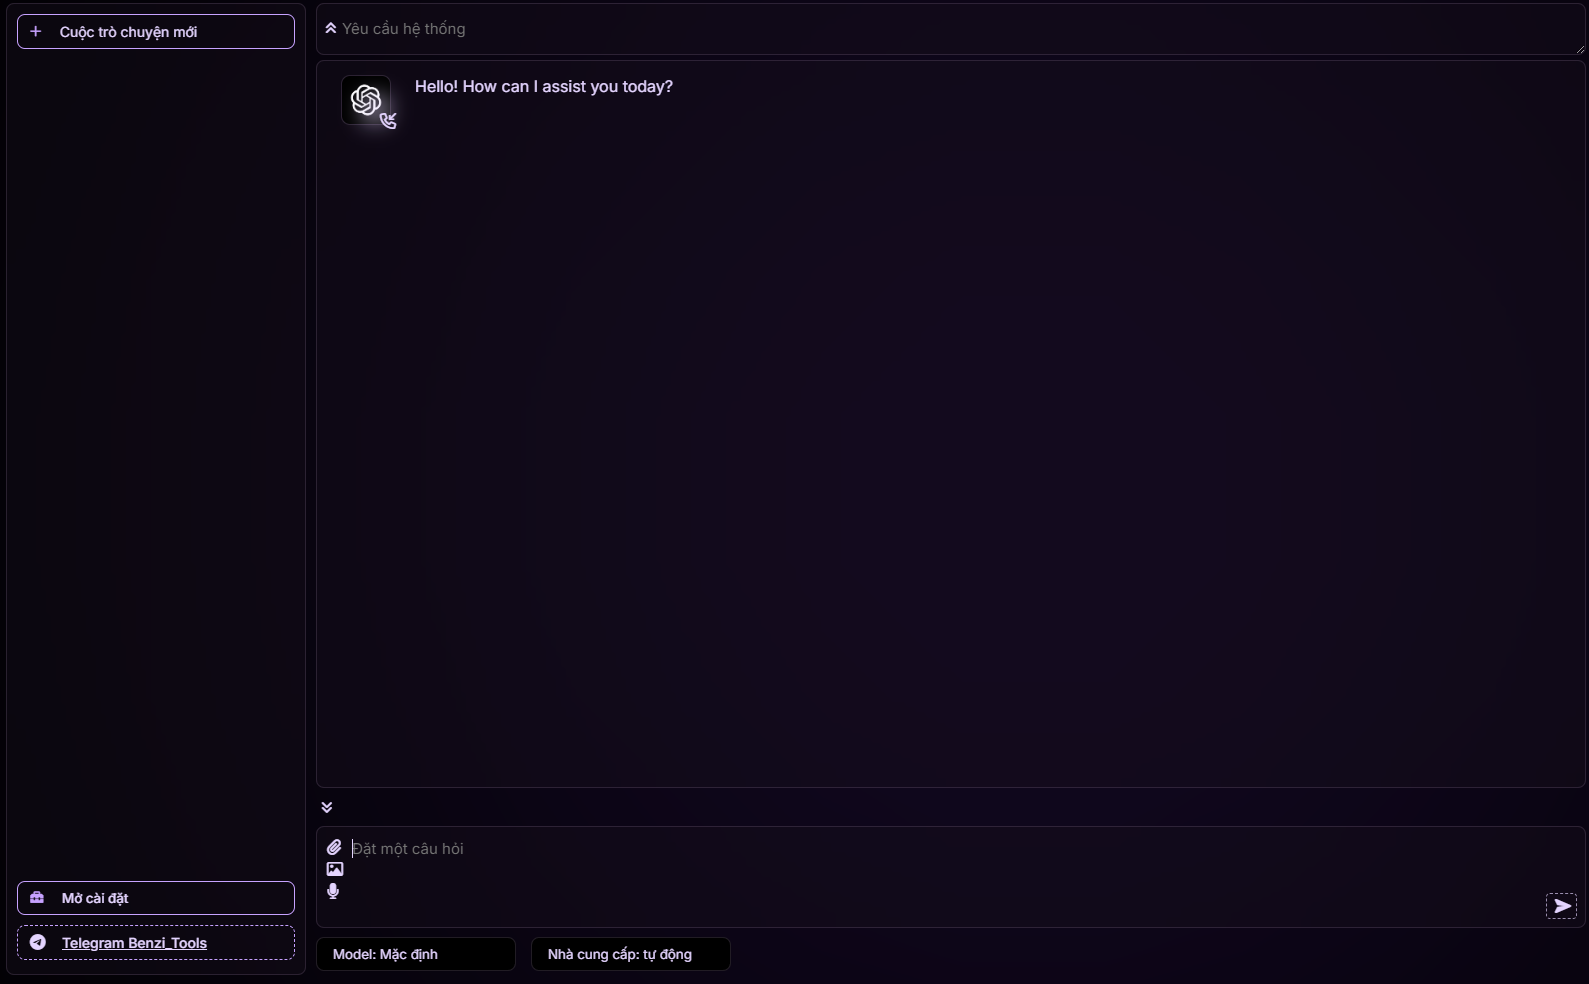 Cuộc trò chuyện mới
Yêu cầu hệ thống
Hello! How can I assist you today?
Đặt một câu hỏi
Mở cài đặt
Telegram Benzi_Tools
Model: Mặc định
Nhà cung cấp: tự động